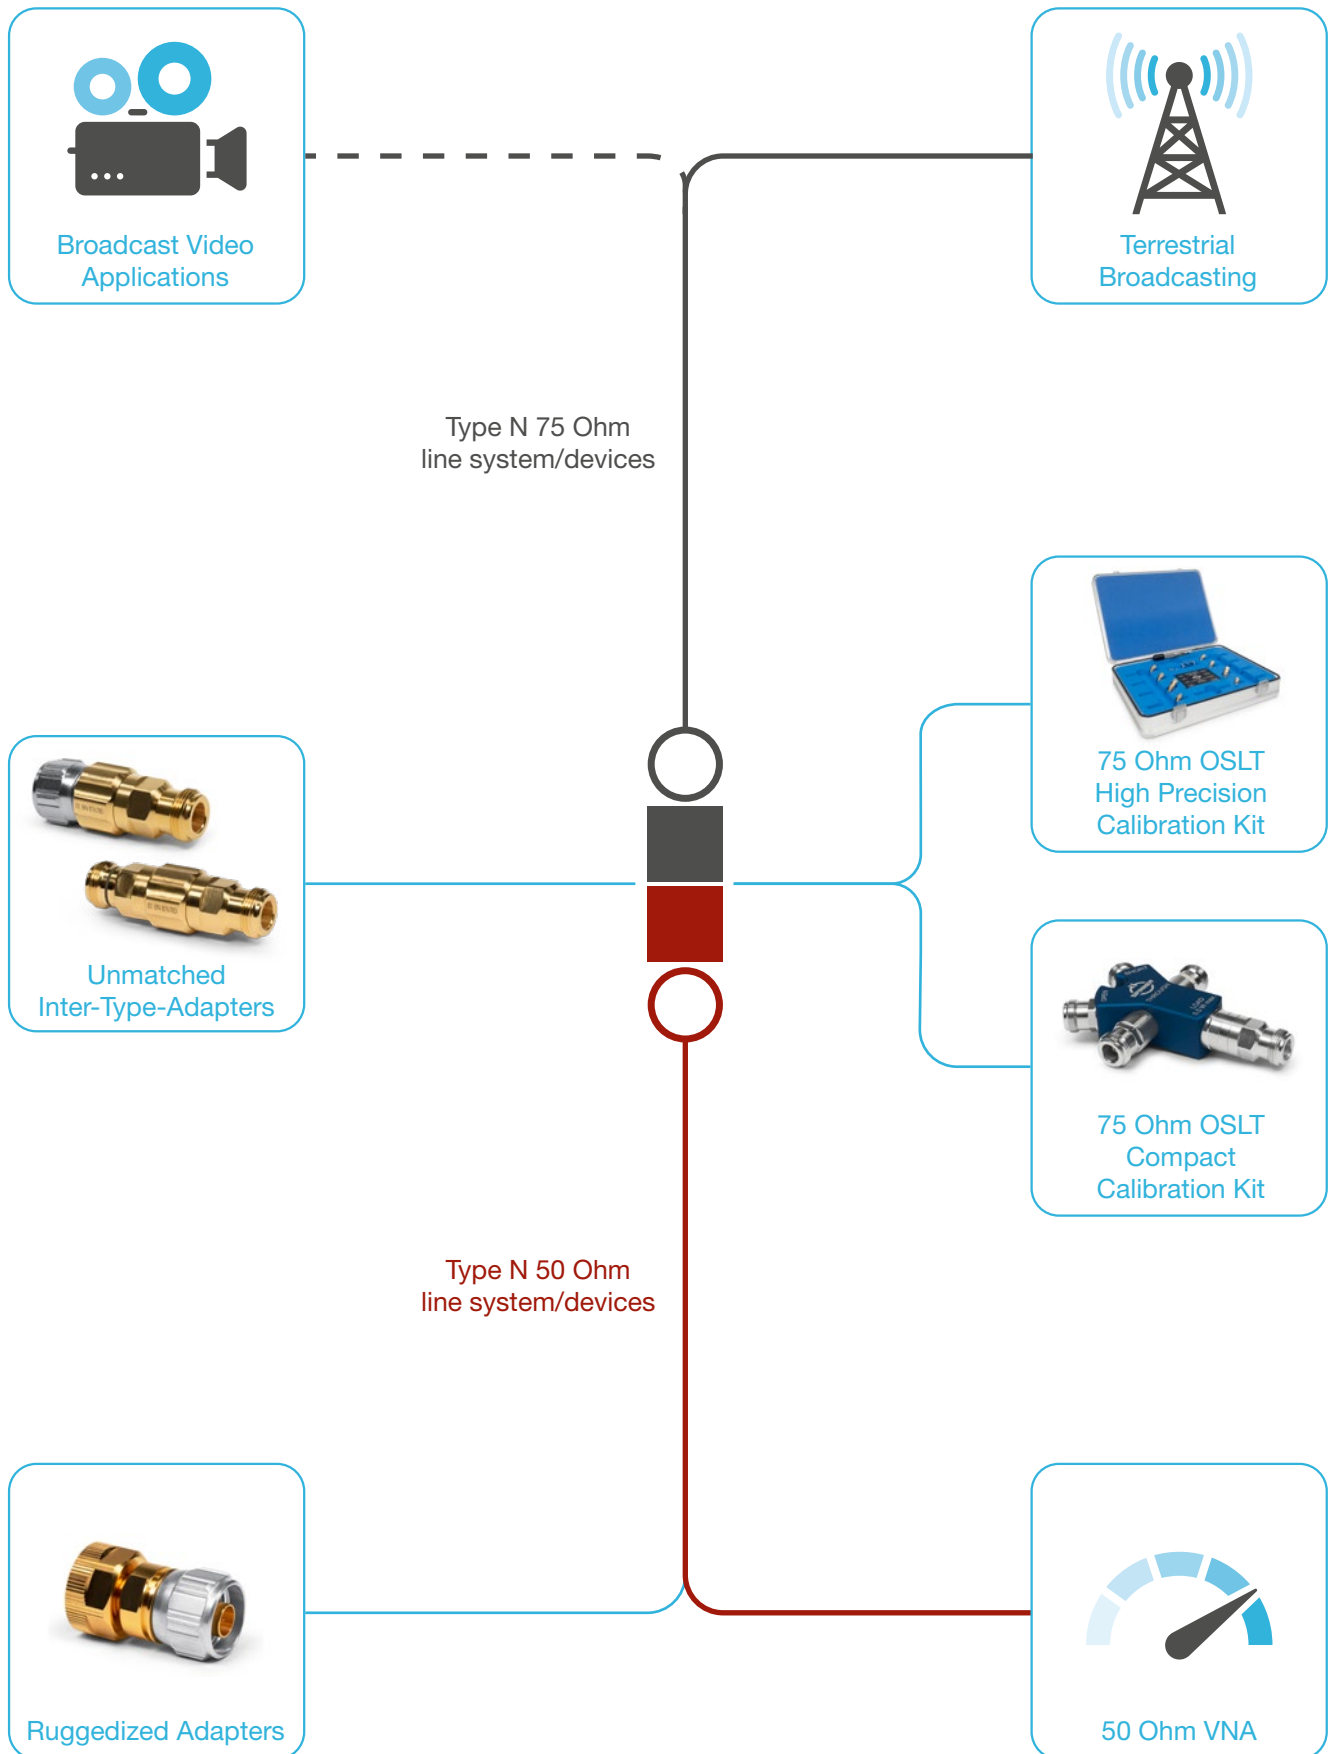 Broadcast Video
Applications
Terrestrial
Broadcasting
Type N 75 Ohm
line system/devices
75 Ohm OSLT
High Precision
Calibration Kit
Unmatched
Inter-Type-Adapters
75 Ohm OSLT
Compact
Calibration Kit
Type N 50 Ohm
line system/devices
Ruggedized Adapters
50 Ohm VNA